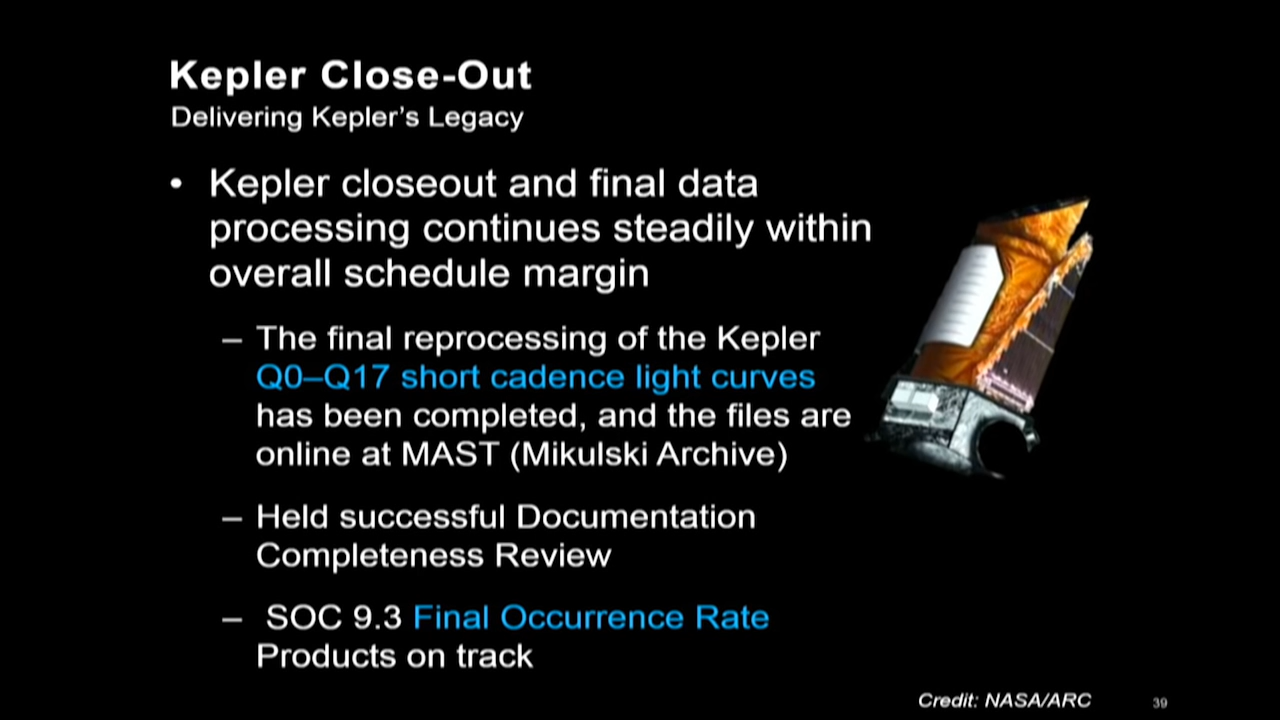 Kepler Close-Out
Delivering Kepler's Legacy
• Kepler closeout and final data
processing continues steadily within
overall schedule margin
– The final reprocessing of the Kepler
Q0–Q17 short cadence light curves
has been completed, and the files are
online at MAST (Mikulski Archive)
– Held successful Documentation
Completeness Review
– SOC 9.3 Final Occurrence Rate
Products on track
Credit: NASA/ARC
39